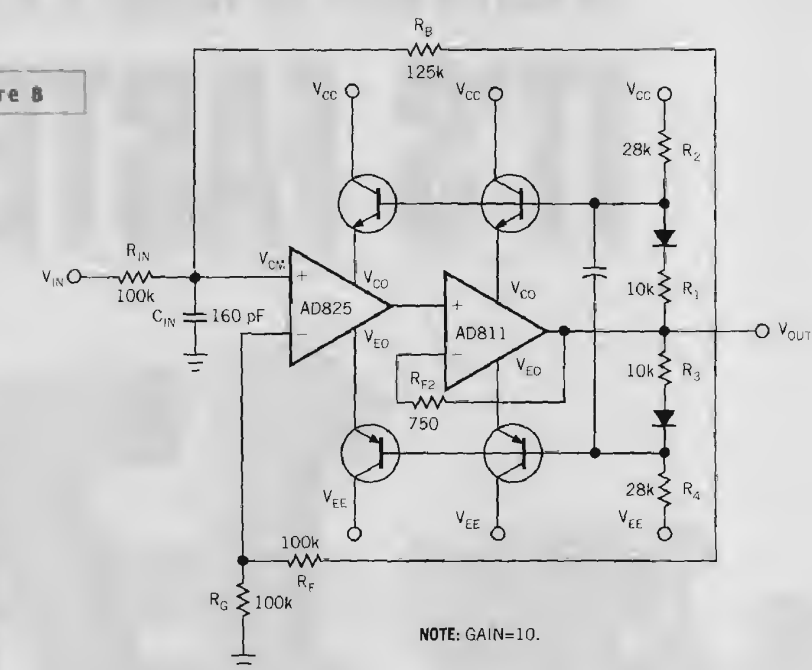 re 8
R_B
125k
V_CC
V_CC
V_CC
28k R_2
R_IN
V_IN
100k
V_CM
+
−
AD825
V_CO
V_EO
C_IN
160 pF
+
−
AD811
V_CO
V_EO
10k R_1
V_OUT
10k R_3
R_F2
750
28k R_4
V_EE
V_EE
V_EE
100k
R_F
R_G 100k
NOTE: GAIN=10.